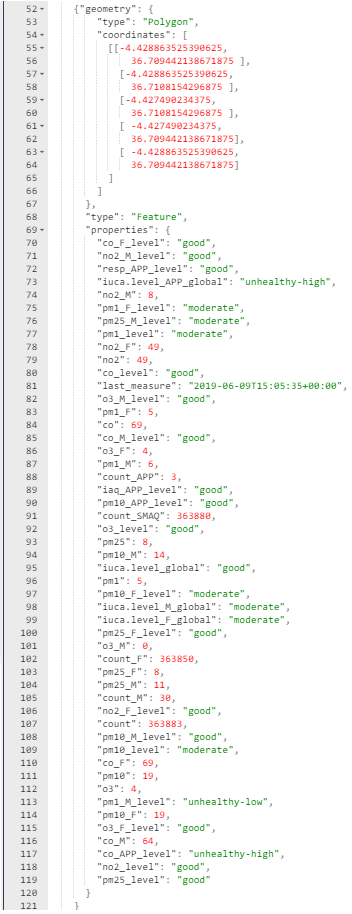 52 {"geometry": {
53 "type": "Polygon",
54 "coordinates": [
55 [[-4.428863525390625,
56 36.709442138671875 ],
57 [-4.428863525390625,
58 36.7108154296875 ],
59 [-4.427490234375,
60 36.7108154296875 ],
61 [ -4.427490234375,
62 36.709442138671875],
63 [ -4.428863525390625,
64 36.709442138671875]
65 ]
66 ]
67 },
68 "type": "Feature",
69 "properties": {
70 "co_F_level": "good",
71 "no2_M_level": "good",
72 "resp_APP_level": "good",
73 "iuca.level_APP_global": "unhealthy-high",
74 "no2_M": 8,
75 "pm1_F_level": "moderate",
76 "pm25_M_level": "moderate",
77 "pm1_level": "moderate",
78 "no2_F": 49,
79 "no2": 49,
80 "co_level": "good",
81 "last_measure": "2019-06-09T15:05:35+00:00",
82 "o3_M_level": "good",
83 "pm1_F": 5,
84 "co": 69,
85 "co_M_level": "good",
86 "o3_F": 4,
87 "pm1_M": 6,
88 "count_APP": 3,
89 "iaq_APP_level": "good",
90 "pm10_APP_level": "good",
91 "count_SMAQ": 363880,
92 "o3_level": "good",
93 "pm25": 8,
94 "pm10_M": 14,
95 "iuca.level_global": "good",
96 "pm1": 5,
97 "pm10_F_level": "moderate",
98 "iuca.level_M_global": "moderate",
99 "iuca.level_F_global": "moderate",
100 "pm25_F_level": "good",
101 "o3_M": 0,
102 "count_F": 363850,
103 "pm25_F": 8,
104 "pm25_M": 11,
105 "count_M": 30,
106 "no2_F_level": "good",
107 "count": 363883,
108 "pm10_M_level": "good",
109 "pm10_level": "moderate",
110 "co_F": 69,
111 "pm10": 19,
112 "o3": 4,
113 "pm1_M_level": "unhealthy-low",
114 "pm10_F": 19,
115 "o3_F_level": "good",
116 "co_M": 64,
117 "co_APP_level": "unhealthy-high",
118 "no2_level": "good",
119 "pm25_level": "good"
120 }
121 }